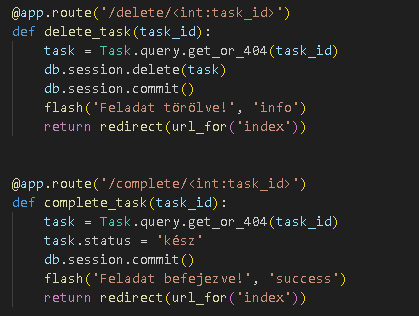 @app.route('/delete/<int:task_id>')
def delete_task(task_id):
    task = Task.query.get_or_404(task_id)
    db.session.delete(task)
    db.session.commit()
    flash('Feladat törölve!', 'info')
    return redirect(url_for('index'))

@app.route('/complete/<int:task_id>')
def complete_task(task_id):
    task = Task.query.get_or_404(task_id)
    task.status = 'kész'
    db.session.commit()
    flash('Feladat befejezve!', 'success')
    return redirect(url_for('index'))